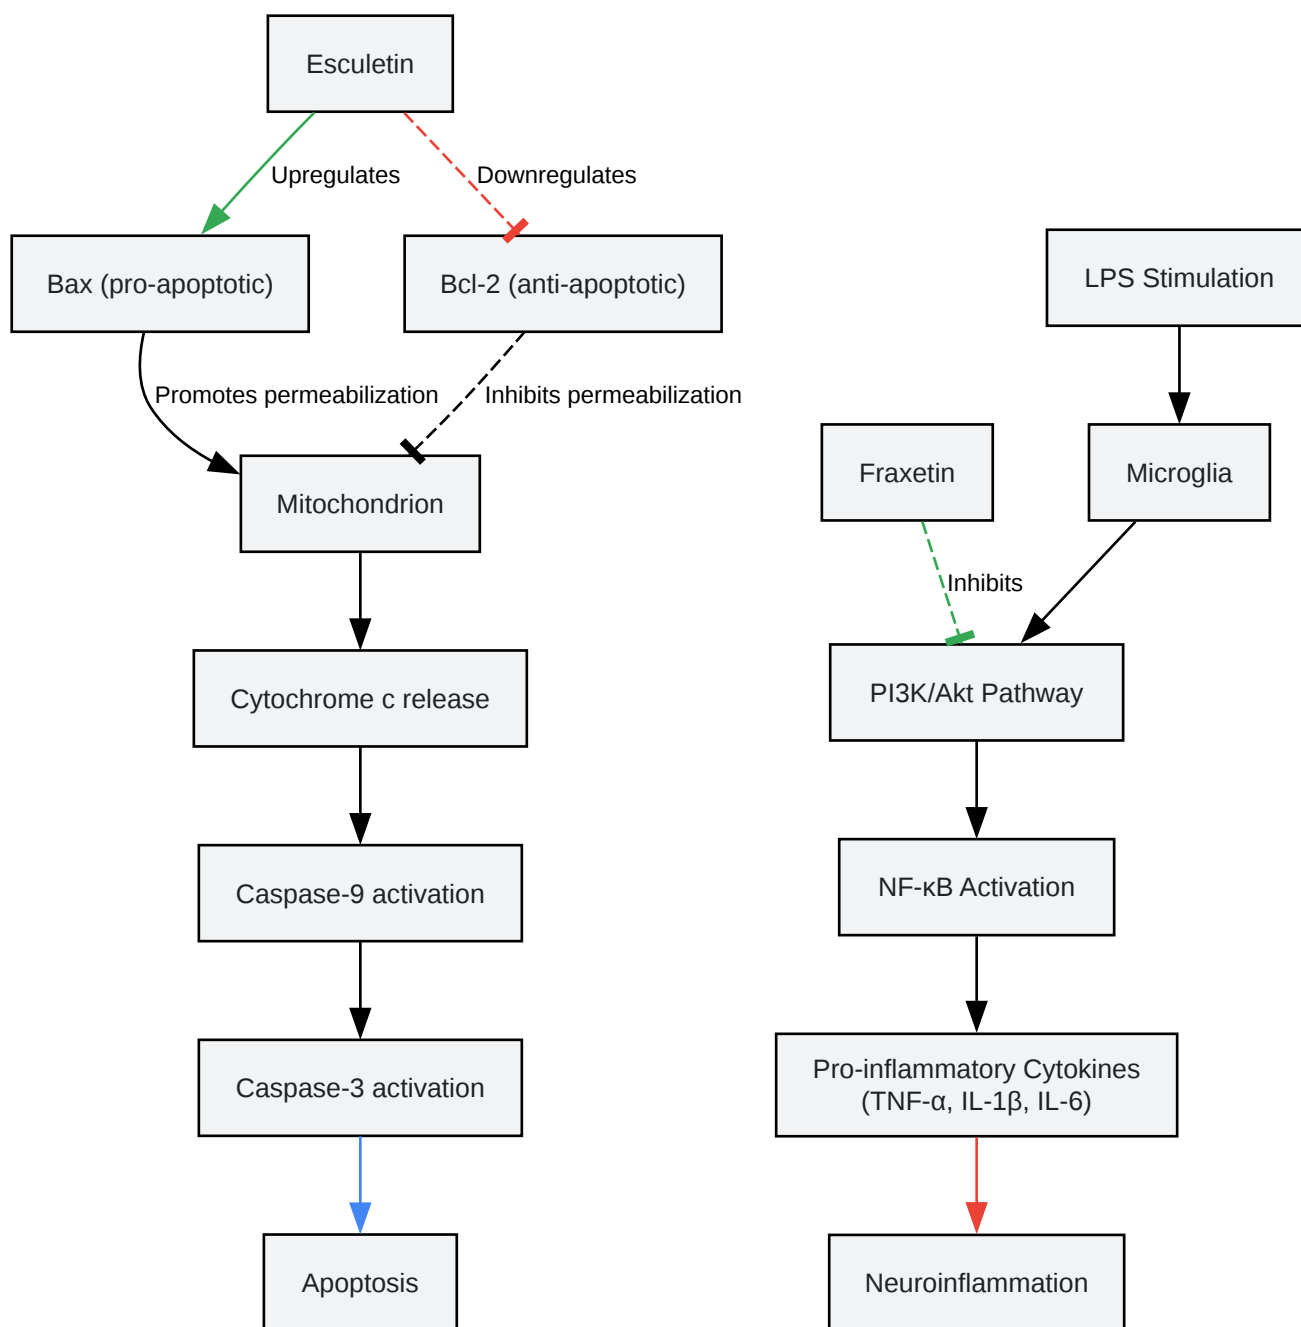 Esculetin
Upregulates
Downregulates
Bax (pro-apoptotic)
Bcl-2 (anti-apoptotic)
Promotes permeabilization
Inhibits permeabilization
Mitochondrion
Cytochrome c release
Caspase-9 activation
Caspase-3 activation
Apoptosis
LPS Stimulation
Fraxetin
Microglia
Inhibits
PI3K/Akt Pathway
NF-κB Activation
Pro-inflammatory Cytokines
(TNF-α, IL-1β, IL-6)
Neuroinflammation